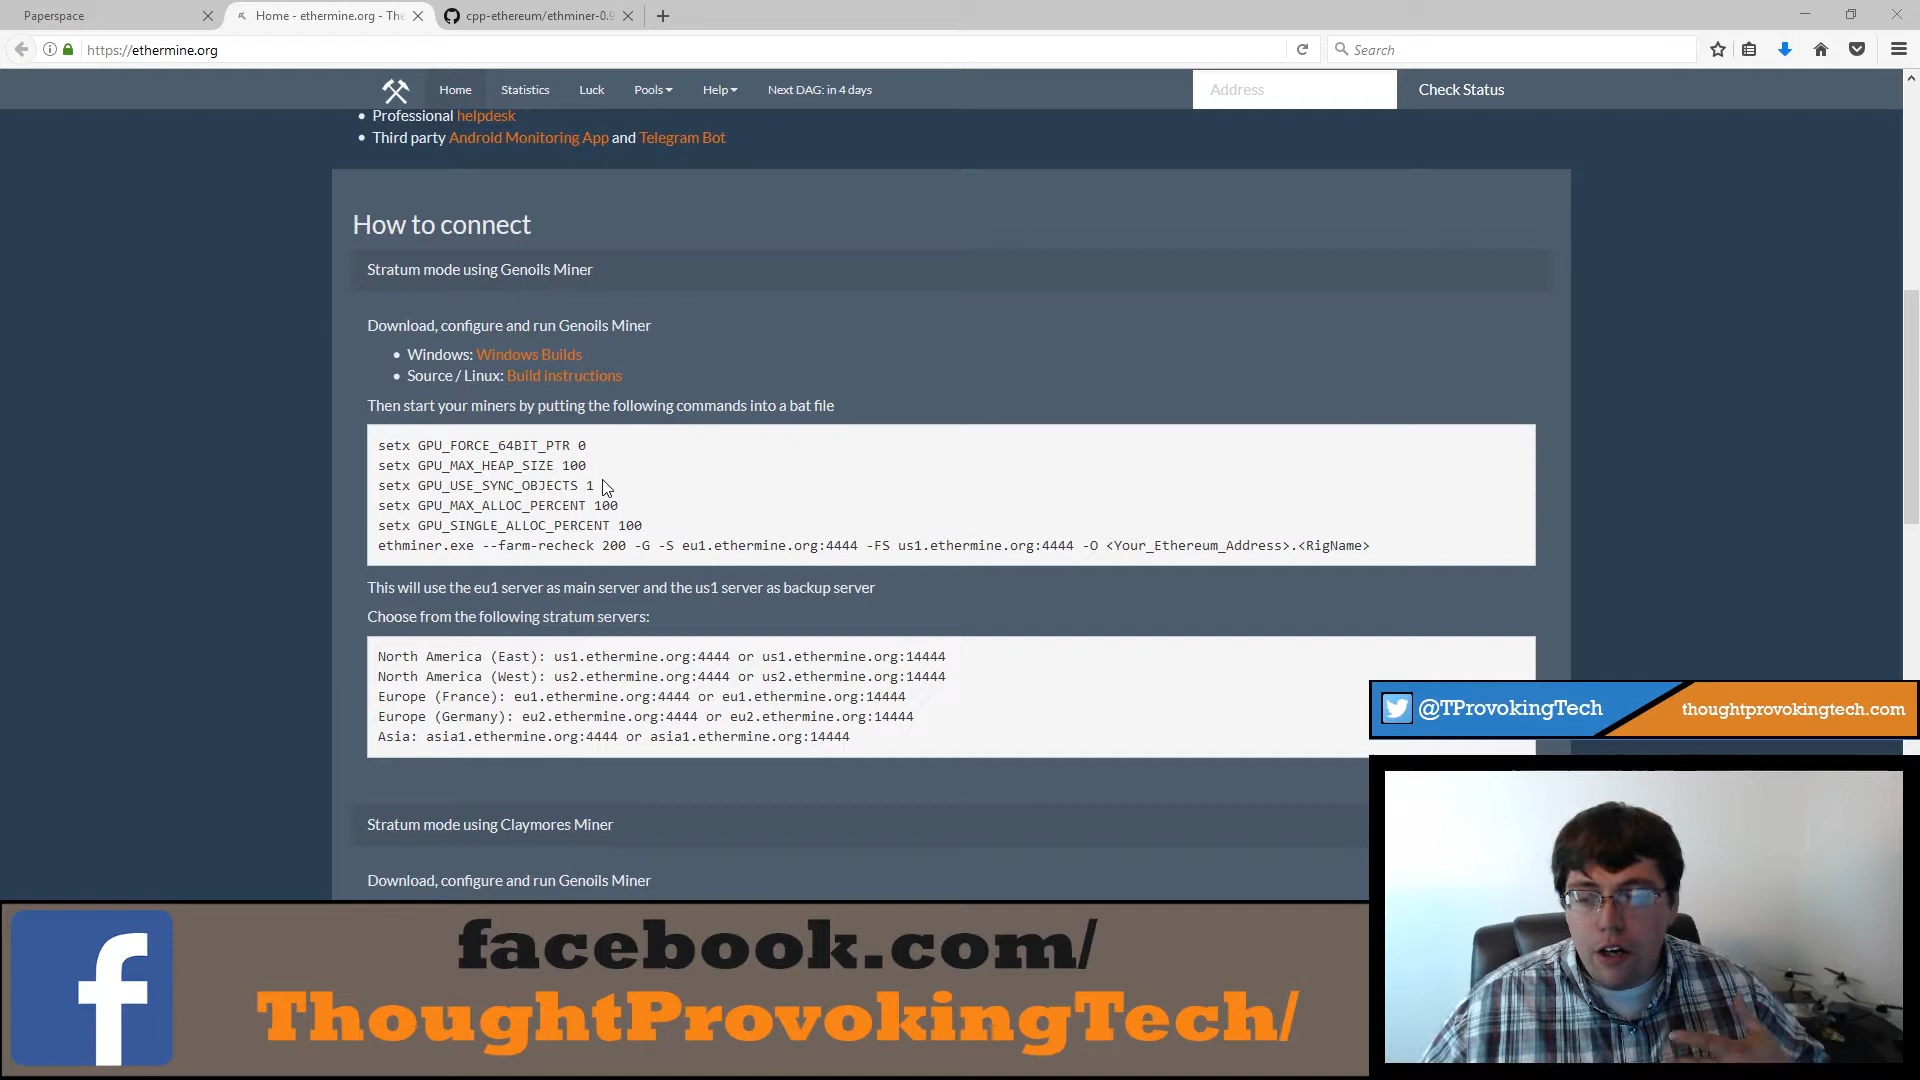 Paperspace
Home - ethermine.org - The
cpp-ethereum/ethminer-0.9
https://ethermine.org
Search
Home
Statistics
Luck
Pools
Help
Next DAG: in 4 days
Address
Check Status
Professional helpdesk
Third party Android Monitoring App and Telegram Bot
How to connect
Stratum mode using Genoils Miner
Download, configure and run Genoils Miner
Windows: Windows Builds
Source / Linux: Build instructions
Then start your miners by putting the following commands into a bat file
setx GPU_FORCE_64BIT_PTR 0
setx GPU_MAX_HEAP_SIZE 100
setx GPU_USE_SYNC_OBJECTS 1
setx GPU_MAX_ALLOC_PERCENT 100
setx GPU_SINGLE_ALLOC_PERCENT 100
ethminer.exe --farm-recheck 200 -G -S eu1.ethermine.org:4444 -FS us1.ethermine.org:4444 -O <Your_Ethereum_Address>.<RigName>
This will use the eu1 server as main server and the us1 server as backup server
Choose from the following stratum servers:
North America (East): us1.ethermine.org:4444 or us1.ethermine.org:14444
North America (West): us2.ethermine.org:4444 or us2.ethermine.org:14444
Europe (France): eu1.ethermine.org:4444 or eu1.ethermine.org:14444
Europe (Germany): eu2.ethermine.org:4444 or eu2.ethermine.org:14444
Asia: asia1.ethermine.org:4444 or asia1.ethermine.org:14444
@TProvokingTech
thoughtprovokingtech.com
Stratum mode using Claymores Miner
Download, configure and run Genoils Miner
f
facebook.com/
ThoughtProvokingTech/